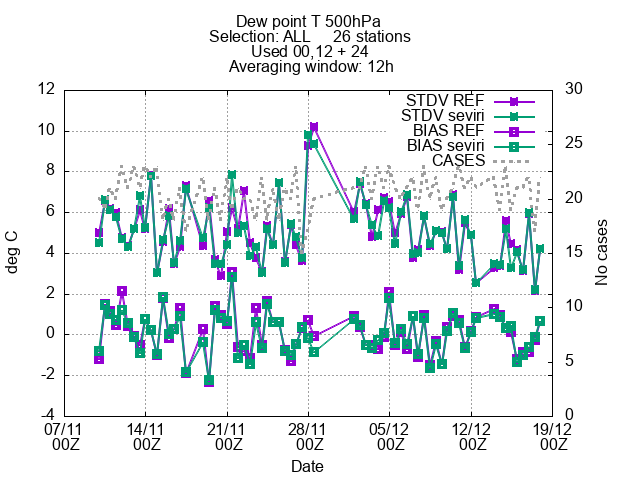 Dew point T 500hPa
Selection: ALL 26 stations
Used 00,12 + 24
Averaging window: 12h
STDV REF
STDV seviri
BIAS REF
BIAS seviri
CASES
deg C
12
10
8
6
4
2
0
-2
-4
No cases
30
25
20
15
10
5
0
07/11 14/11 21/11 28/11 05/12 12/12 19/12
00Z 00Z 00Z 00Z 00Z 00Z 00Z
Date